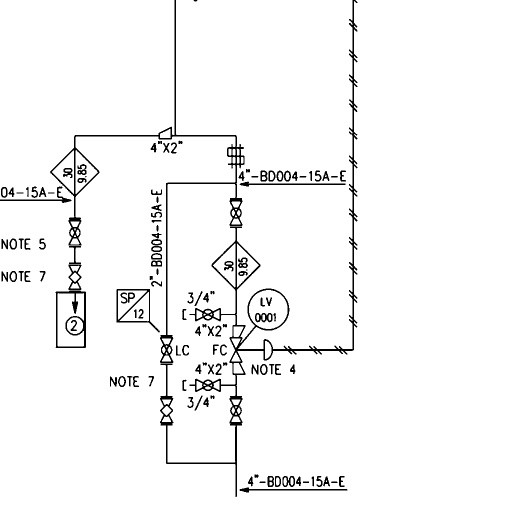 4"X2"
30
9.85
4"-BD004-15A-E
04-15A-E
2"-BD004-15A-E
NOTE 5
30
9.85
NOTE 7
3/4"
LV
0001
SP
12
2
4"X2"
LC
FC
4"X2"
NOTE 4
NOTE 7
3/4"
4"-BD004-15A-E